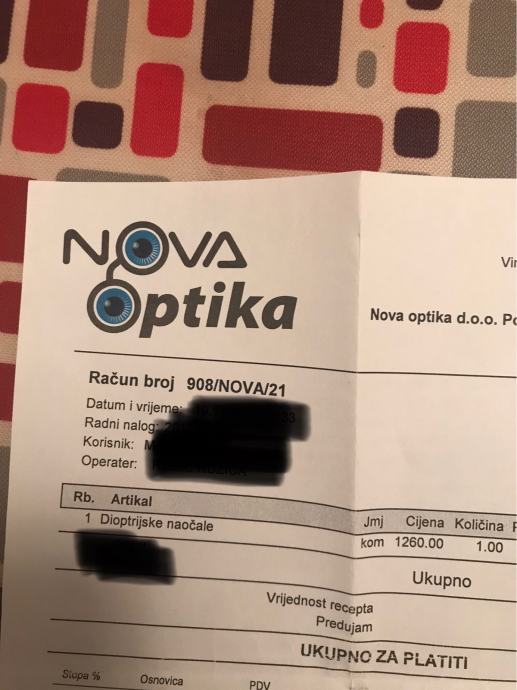 NOVA
Optika
Nova optika d.o.o.
Račun broj 908/NOVA/21
Datum i vrijeme:
Radni nalog:
Korisnik:
Operater:
Rb. Artikal
Jmj Cijena Količina
1 Dioptrijske naočale
kom 1260.00 1.00
Ukupno
Vrijednost recepta
Predujam
UKUPNO ZA PLATITI
Stopa % Osnovica PDV